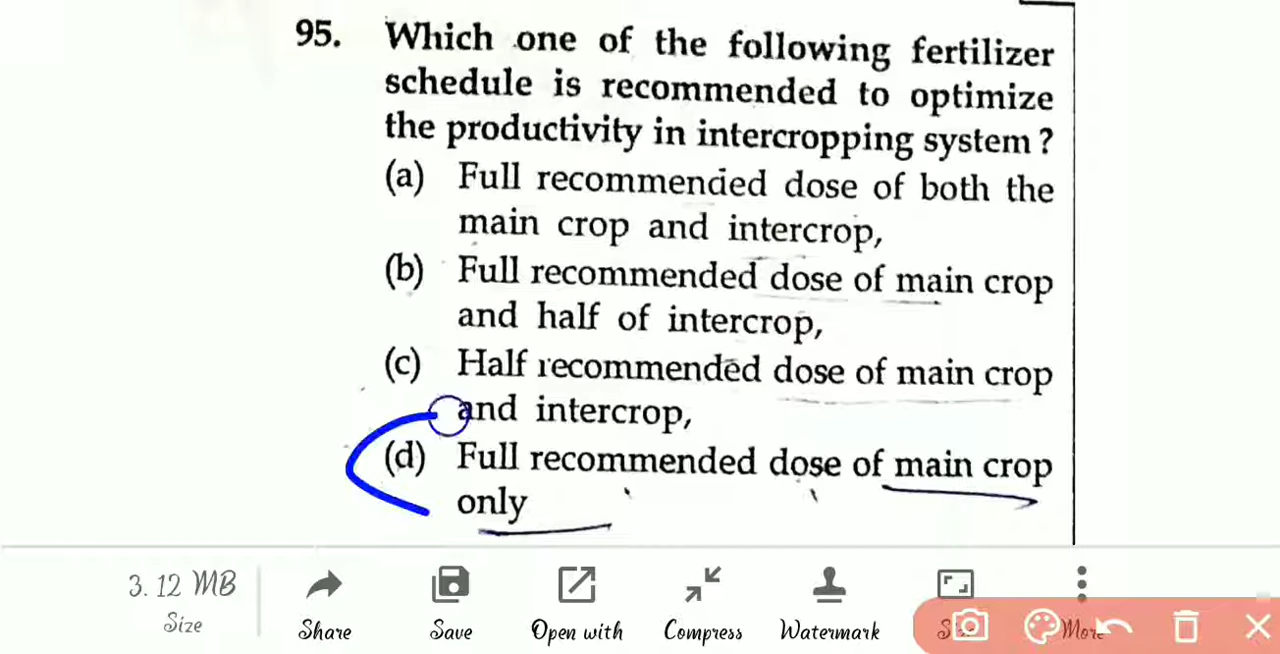 95. Which one of the following fertilizer
schedule is recommended to optimize
the productivity in intercropping system ?
(a) Full recommended dose of both the
main crop and intercrop,
(b) Full recommended dose of main crop
and half of intercrop,
(c) Half recommended dose of main crop
and intercrop,
(d) Full recommended dose of main crop
only
3.12 MB
Size
Share
Save
Open with
Compress
Watermark
More